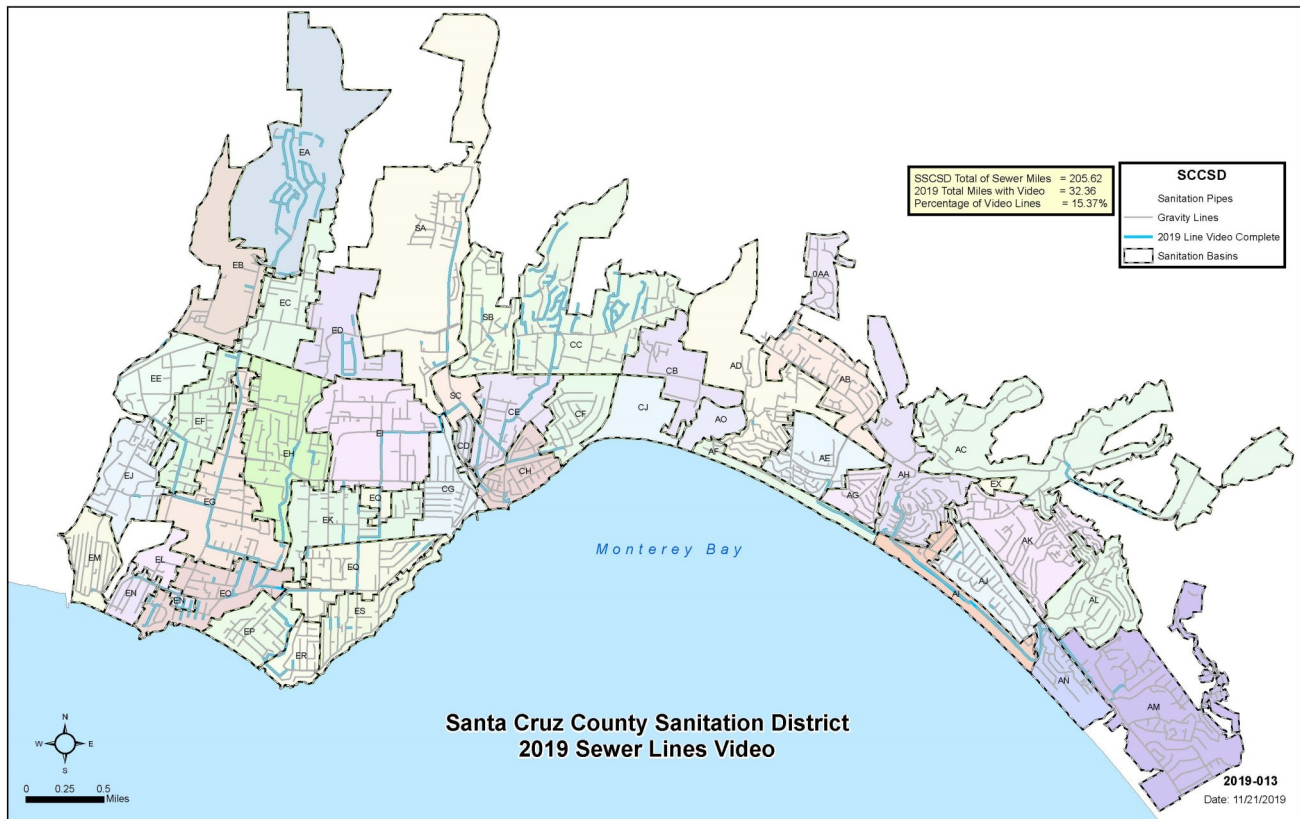 SSCSD Total of Sewer Miles = 205.62
2019 Total Miles with Video = 32.36
Percentage of Video Lines = 15.37%
SCCSD
Sanitation Pipes
Gravity Lines
2019 Line Video Complete
Sanitation Basins
EA
SA
0AA
EB
EC
ED
SB
CC
CB
AD
AB
EE
SC
CE
CF
CJ
AO
EF
EI
CD
AF
AE
AC
EH
CH
AH
EJ
CG
AG
EX
EG
EQ
EK
AK
EM
EL
EQ
AJ
AI
AL
EN
EN
EO
ES
EP
ER
AN
AM
Monterey Bay
Santa Cruz County Sanitation District
2019 Sewer Lines Video
N
W E
S
0 0.25 0.5
Miles
2019-013
Date: 11/21/2019